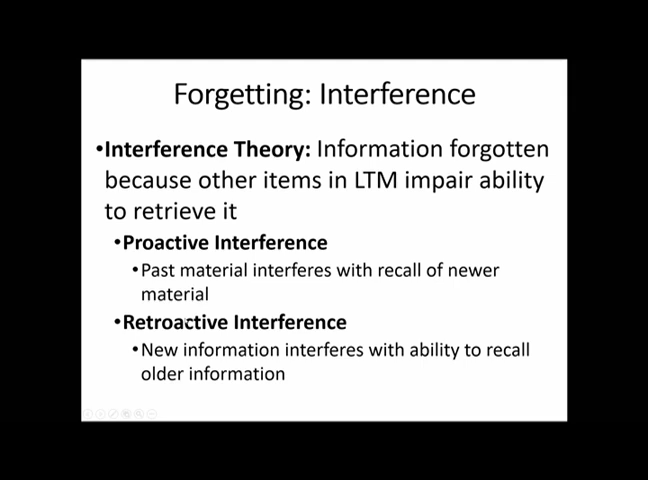 Forgetting: Interference
•Interference Theory: Information forgotten
because other items in LTM impair ability
to retrieve it
•Proactive Interference
•Past material interferes with recall of newer
material
•Retroactive Interference
•New information interferes with ability to recall
older information